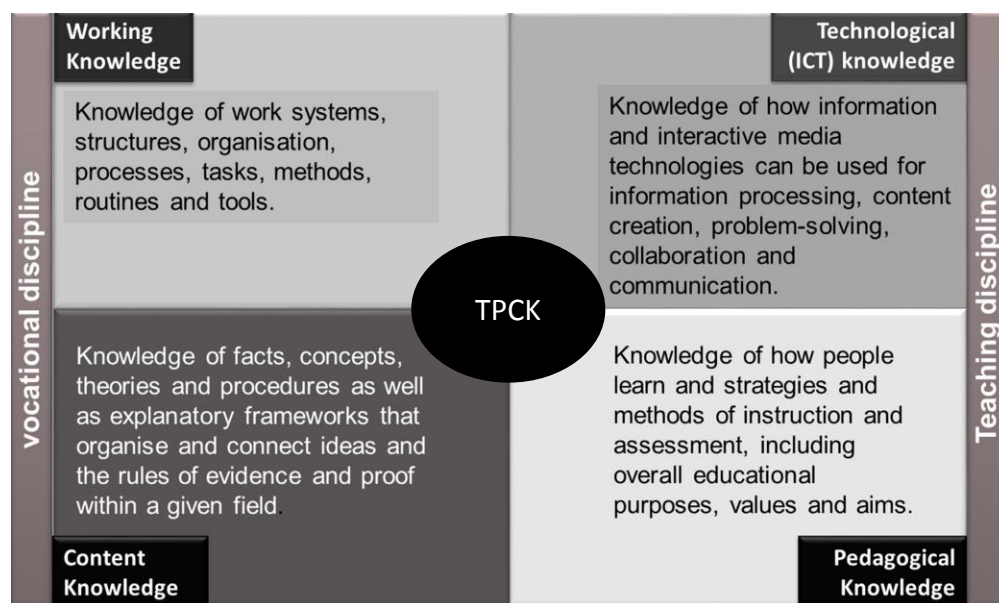 vocational discipline
Working
Knowledge
Knowledge of work systems,
structures, organisation,
processes, tasks, methods,
routines and tools.
Technological
(ICT) knowledge
Knowledge of how information
and interactive media
technologies can be used for
information processing, content
creation, problem-solving,
collaboration and
communication.
TPCK
Knowledge of facts, concepts,
theories and procedures as well
as explanatory frameworks that
organise and connect ideas and
the rules of evidence and proof
within a given field.
Content
Knowledge
Knowledge of how people
learn and strategies and
methods of instruction and
assessment, including
overall educational
purposes, values and aims.
Pedagogical
Knowledge
Teaching discipline